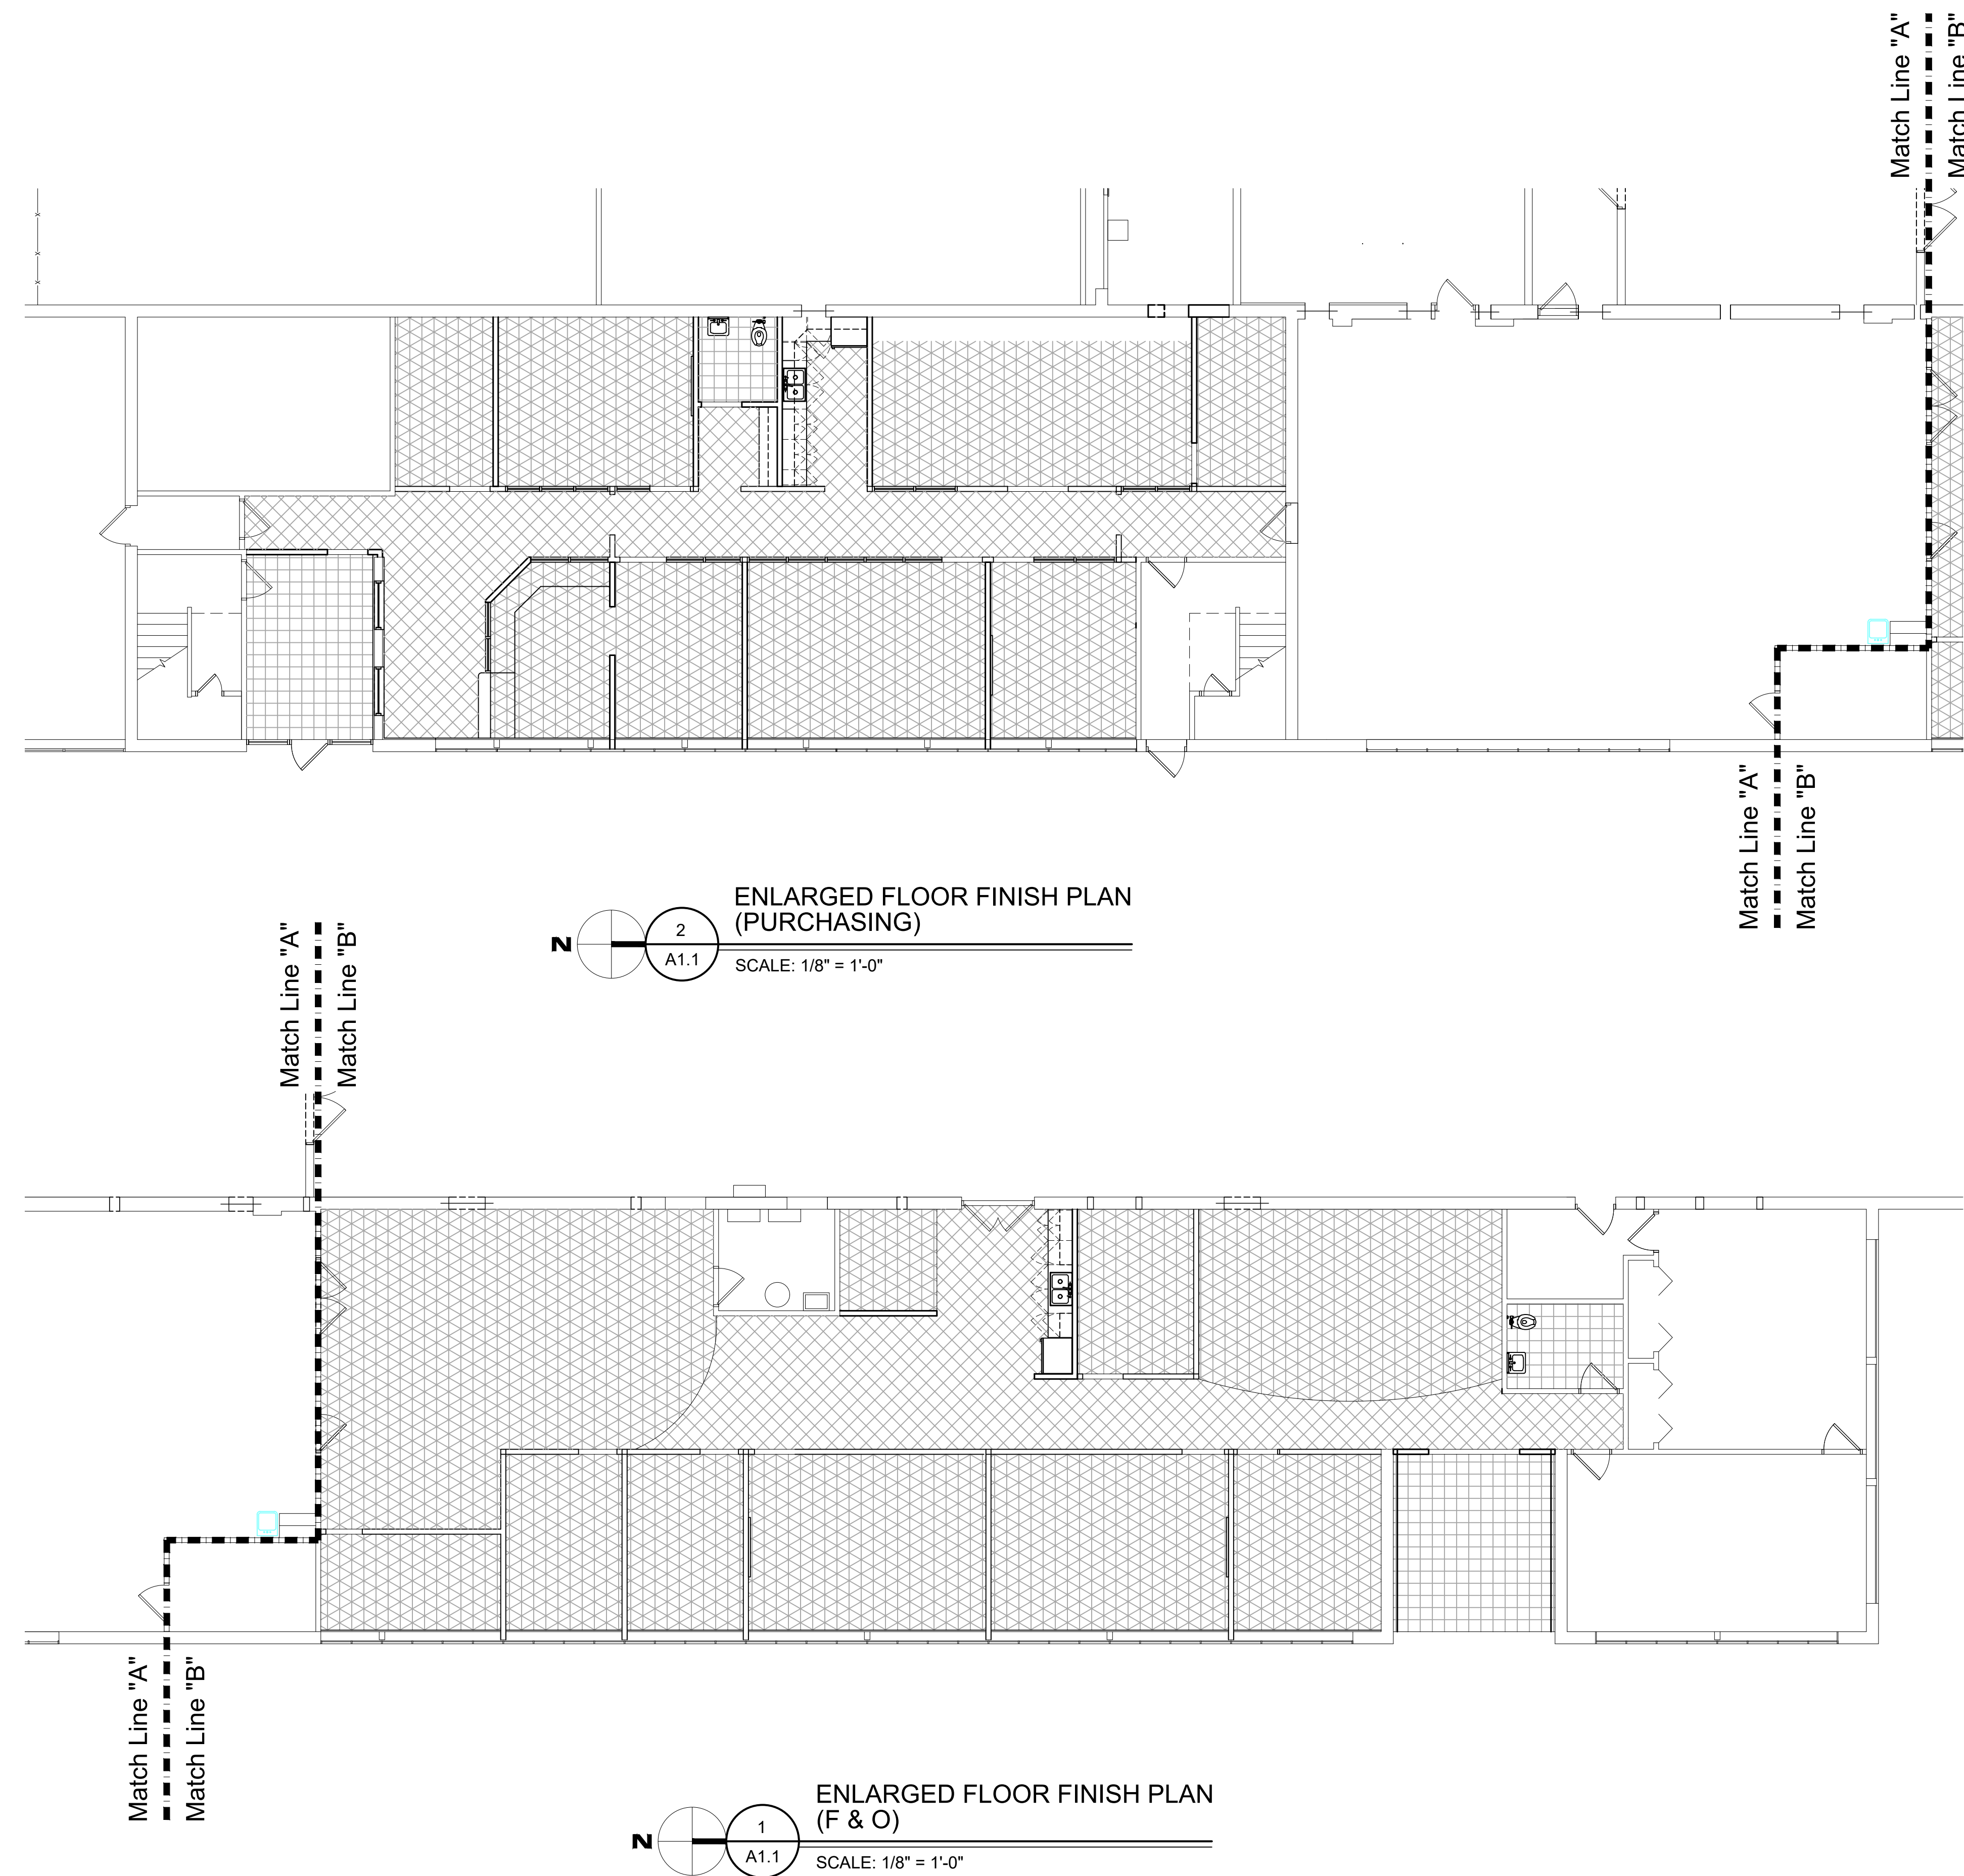 Match Line "A"
Match Line "B"
Match Line "A"
Match Line "B"
ENLARGED FLOOR FINISH PLAN
(PURCHASING)
N
2
A1.1
SCALE: 1/8" = 1'-0"
Match Line "A"
Match Line "B"
Match Line "A"
Match Line "B"
ENLARGED FLOOR FINISH PLAN
(F & O)
N
1
A1.1
SCALE: 1/8" = 1'-0"